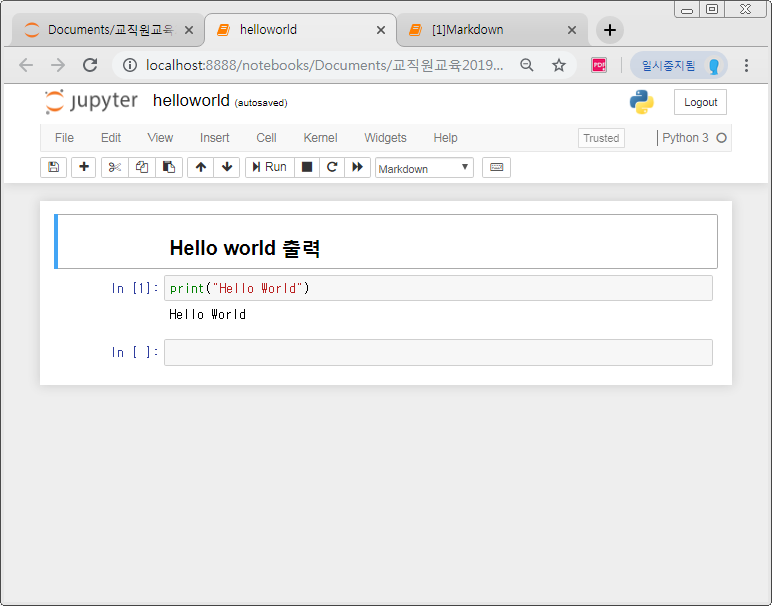 Documents/교직원교육
helloworld
[1]Markdown
localhost:8888/notebooks/Documents/교직원교육2019...
PDF
일시중지됨
jupyter helloworld (autosaved)
Logout
File Edit View Insert Cell Kernel Widgets Help
Trusted
Python 3
Run
Markdown
Hello world 출력
In [1]: print("Hello World")
Hello World
In [ ]: